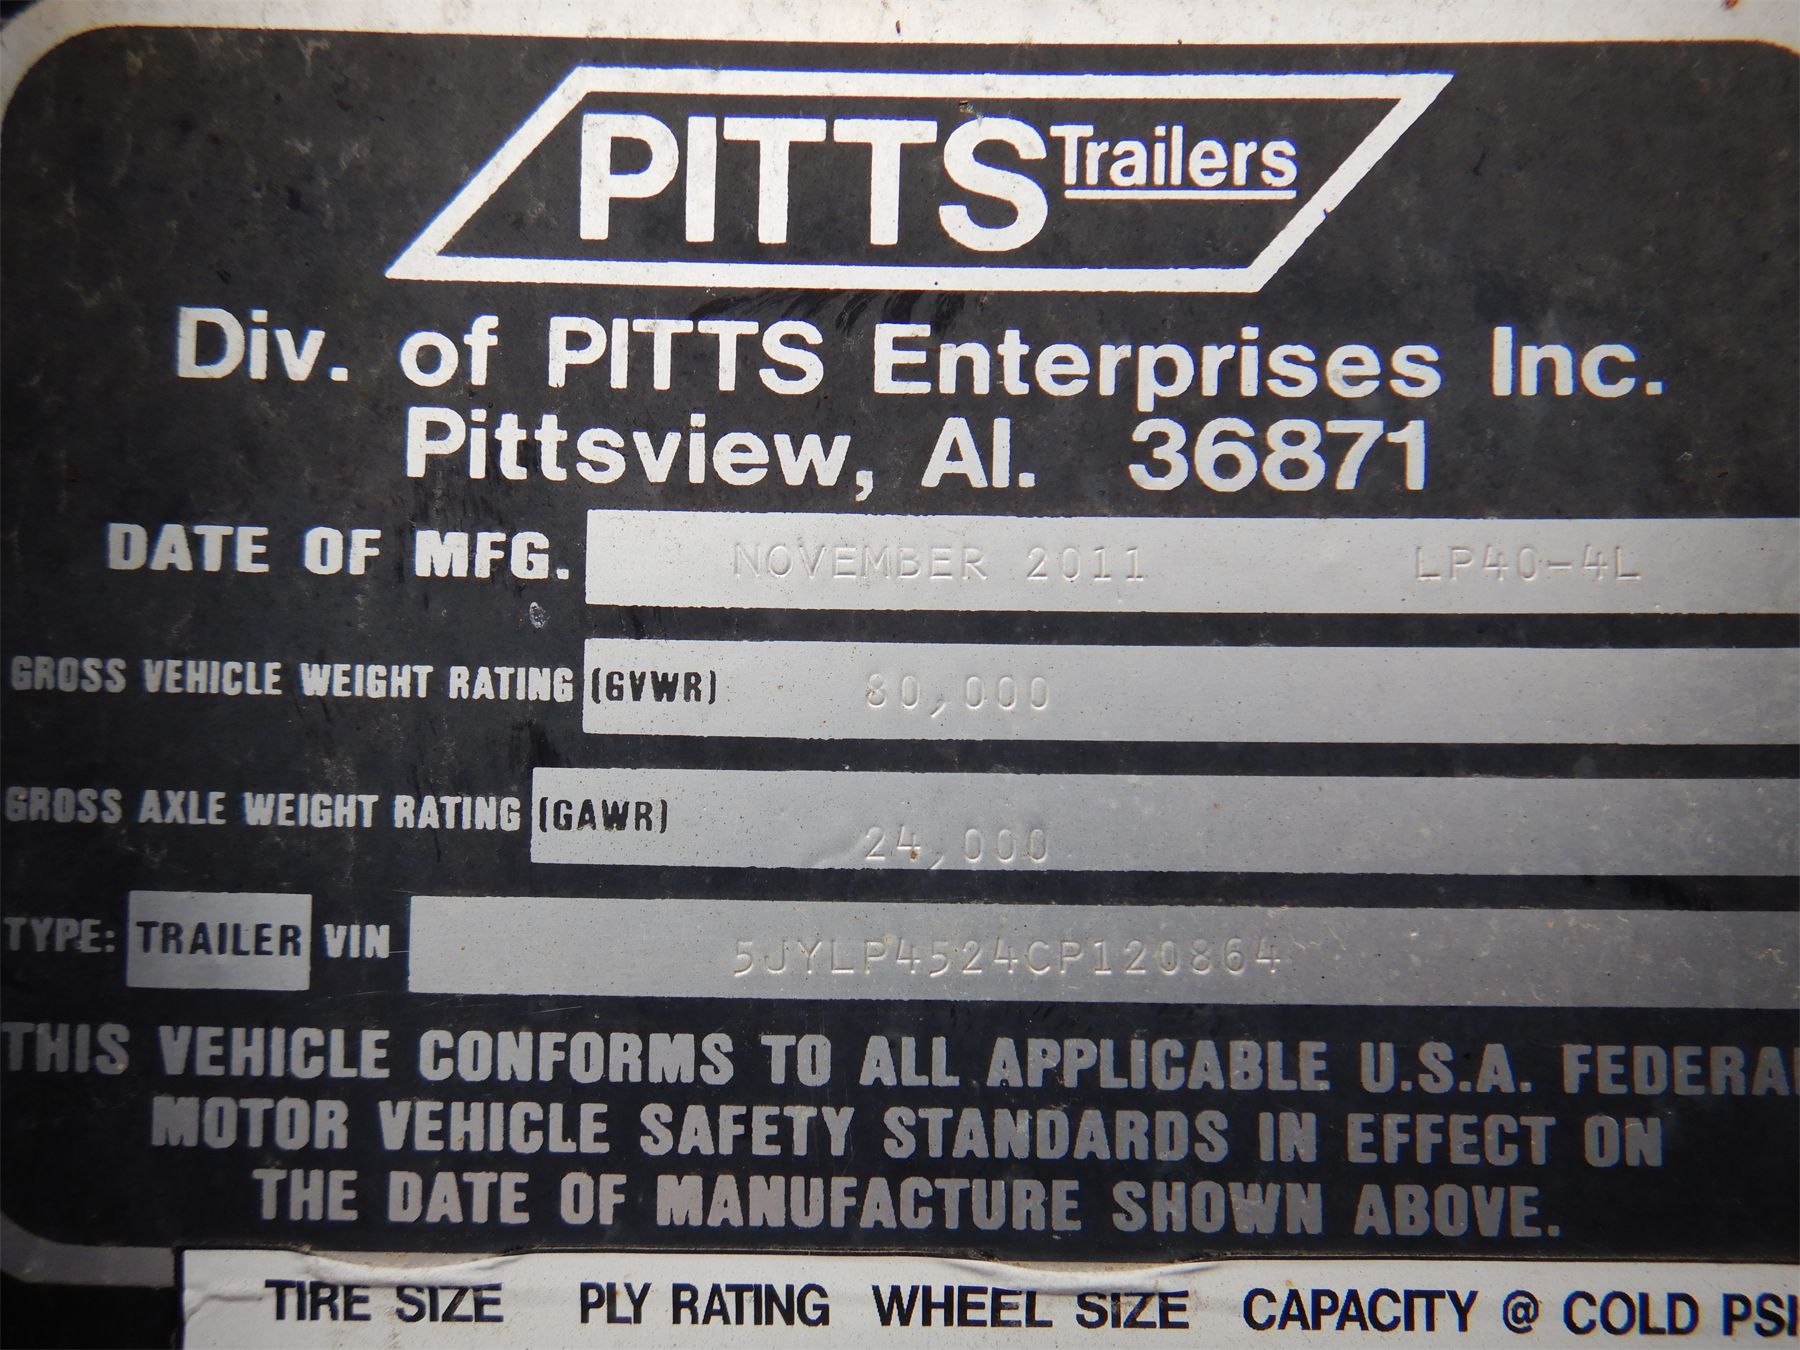 PITTS Trailers
Div. of PITTS Enterprises Inc.
Pittsview, Al. 36871
DATE OF MFG. NOVEMBER 2011 LP40-4L
GROSS VEHICLE WEIGHT RATING (GVWR) 80,000
GROSS AXLE WEIGHT RATING (GAWR) 24,000
TYPE: TRAILER VIN 5JYLP4524CP120864
THIS VEHICLE CONFORMS TO ALL APPLICABLE U.S.A. FEDERAL
MOTOR VEHICLE SAFETY STANDARDS IN EFFECT ON
THE DATE OF MANUFACTURE SHOWN ABOVE.
TIRE SIZE PLY RATING WHEEL SIZE CAPACITY @ COLD PSI